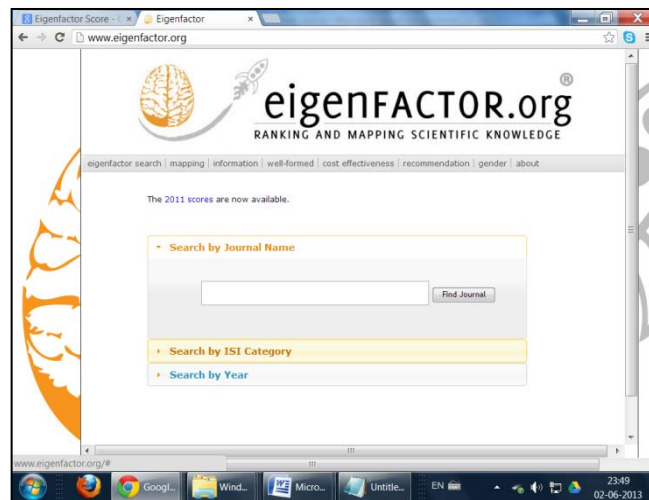 Eigenfactor Score - 
Eigenfactor
www.eigenfactor.org
eigenFACTOR.org®
RANKING AND MAPPING SCIENTIFIC KNOWLEDGE
eigenfactor search | mapping | information | well-formed | cost effectiveness | recommendation | gender | about
The 2011 scores are now available.
Search by Journal Name
Find Journal
Search by ISI Category
Search by Year
www.eigenfactor.org/#
Googl... Wind... Micro... Untitle... EN 23:49
02-06-2013